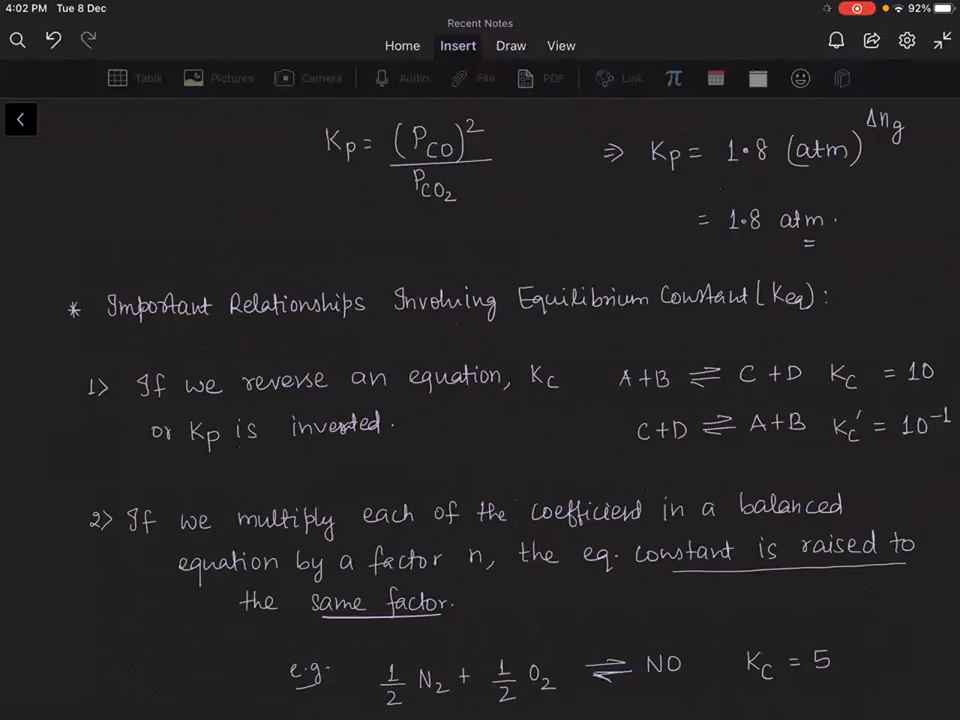 4:02 PM Tue 8 Dec
92%
Recent Notes
Home Insert Draw View
Table Pictures Camera Audio File PDF Link π
Kp = (P_CO)² / P_CO₂ ⇒ Kp = 1.8 (atm)^Δng
= 1.8 atm.
* Important Relationships Involving Equilibrium Constant (Keq):
1> If we reverse an equation, Kc A+B ⇌ C+D Kc = 10
or Kp is inverted. C+D ⇌ A+B Kc' = 10⁻¹
2> If we multiply each of the coefficient in a balanced
equation by a factor n, the eq. constant is raised to
the same factor.
e.g. 1/2 N₂ + 1/2 O₂ ⇌ NO Kc = 5